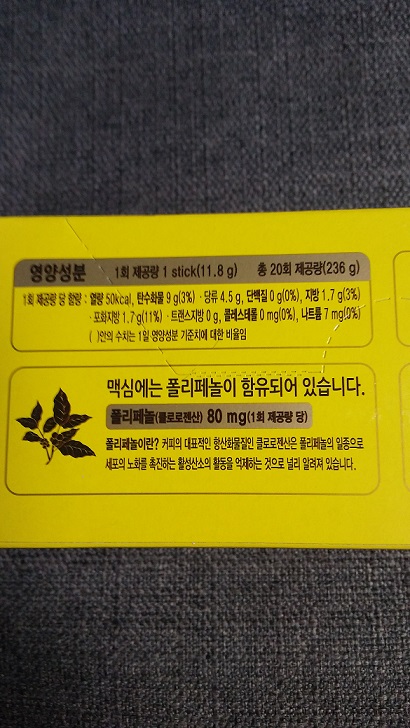 영양성분 1회 제공량 1 stick(11.8 g) 총 20회 제공량(236 g)
1회 제공량 당 함량 : 열량 50kcal, 탄수화물 9 g(3%) · 당류 4.5 g, 단백질 0 g(0%), 지방 1.7 g(3%)
· 포화지방 1.7 g(11%) · 트랜스지방 0 g, 콜레스테롤 0 mg(0%), 나트륨 7 mg(0%)
( )안의 수치는 1일 영양성분 기준치에 대한 비율임
맥심에는 폴리페놀이 함유되어 있습니다.
폴리페놀(클로로젠산) 80 mg(1회 제공량 당)
폴리페놀이란? 커피의 대표적인 항산화물질인 클로로젠산은 폴리페놀의 일종으로
세포의 노화를 촉진하는 활성산소의 활동을 억제하는 것으로 널리 알려져 있습니다.